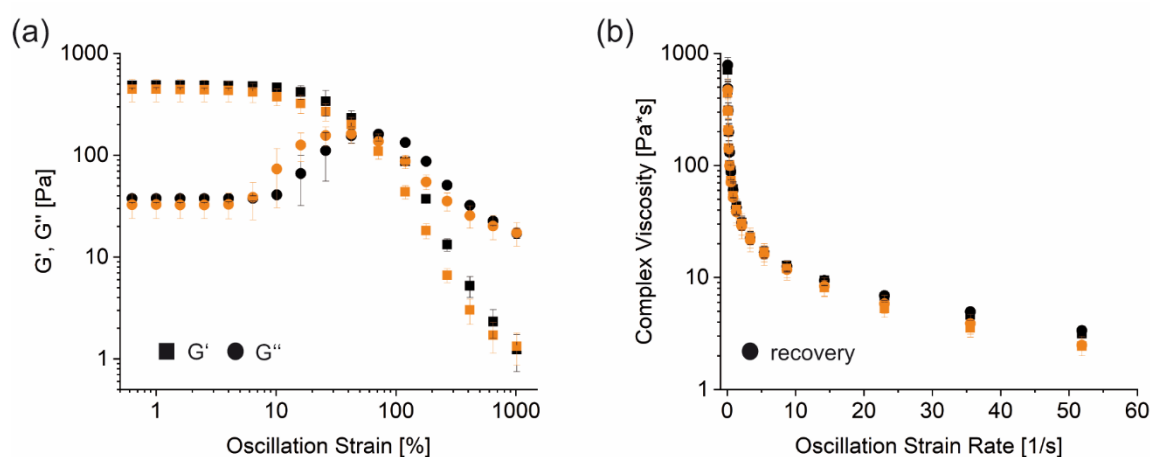 (a)
G', G'' [Pa]
1000
100
10
1
G‘
G‘‘
1
10
100
1000
Oscillation Strain [%]
(b)
Complex Viscosity [Pa*s]
1000
100
10
1
recovery
0
10
20
30
40
50
60
Oscillation Strain Rate [1/s]